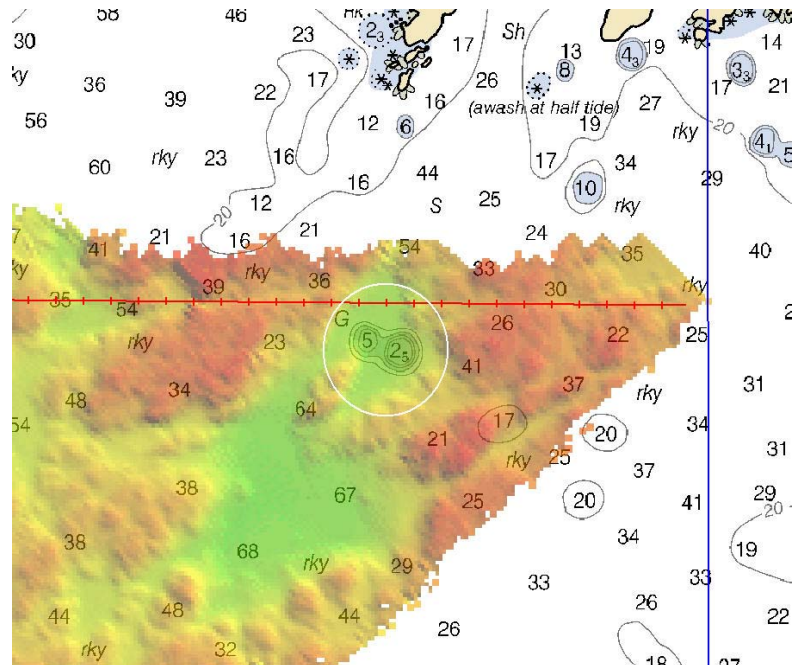 58 46 Rk 2₃ 17 Sh 13 4₃ 19 14
30 17 26 8 3₃
ky 36 39 22 17 21
16 (awash at half tide) 27
56 12 6 19 rky 20
rky 23 16 17 34 4₁ 5
60 16 44 10 29
20 12 S 25 rky
41 21 16 21 54 24 35 40
ky rky 36 33
39 30
35 54 G 26 22 25
rky 23 5 2₅
34 41 37 rky 31
48 64 17 34
54 21 20 31
rky 25 37
38 67 25 20 41 29
20
38 68 34 19
rky 29 33 33
44 48 44 26 22
rky 32 26 18 27